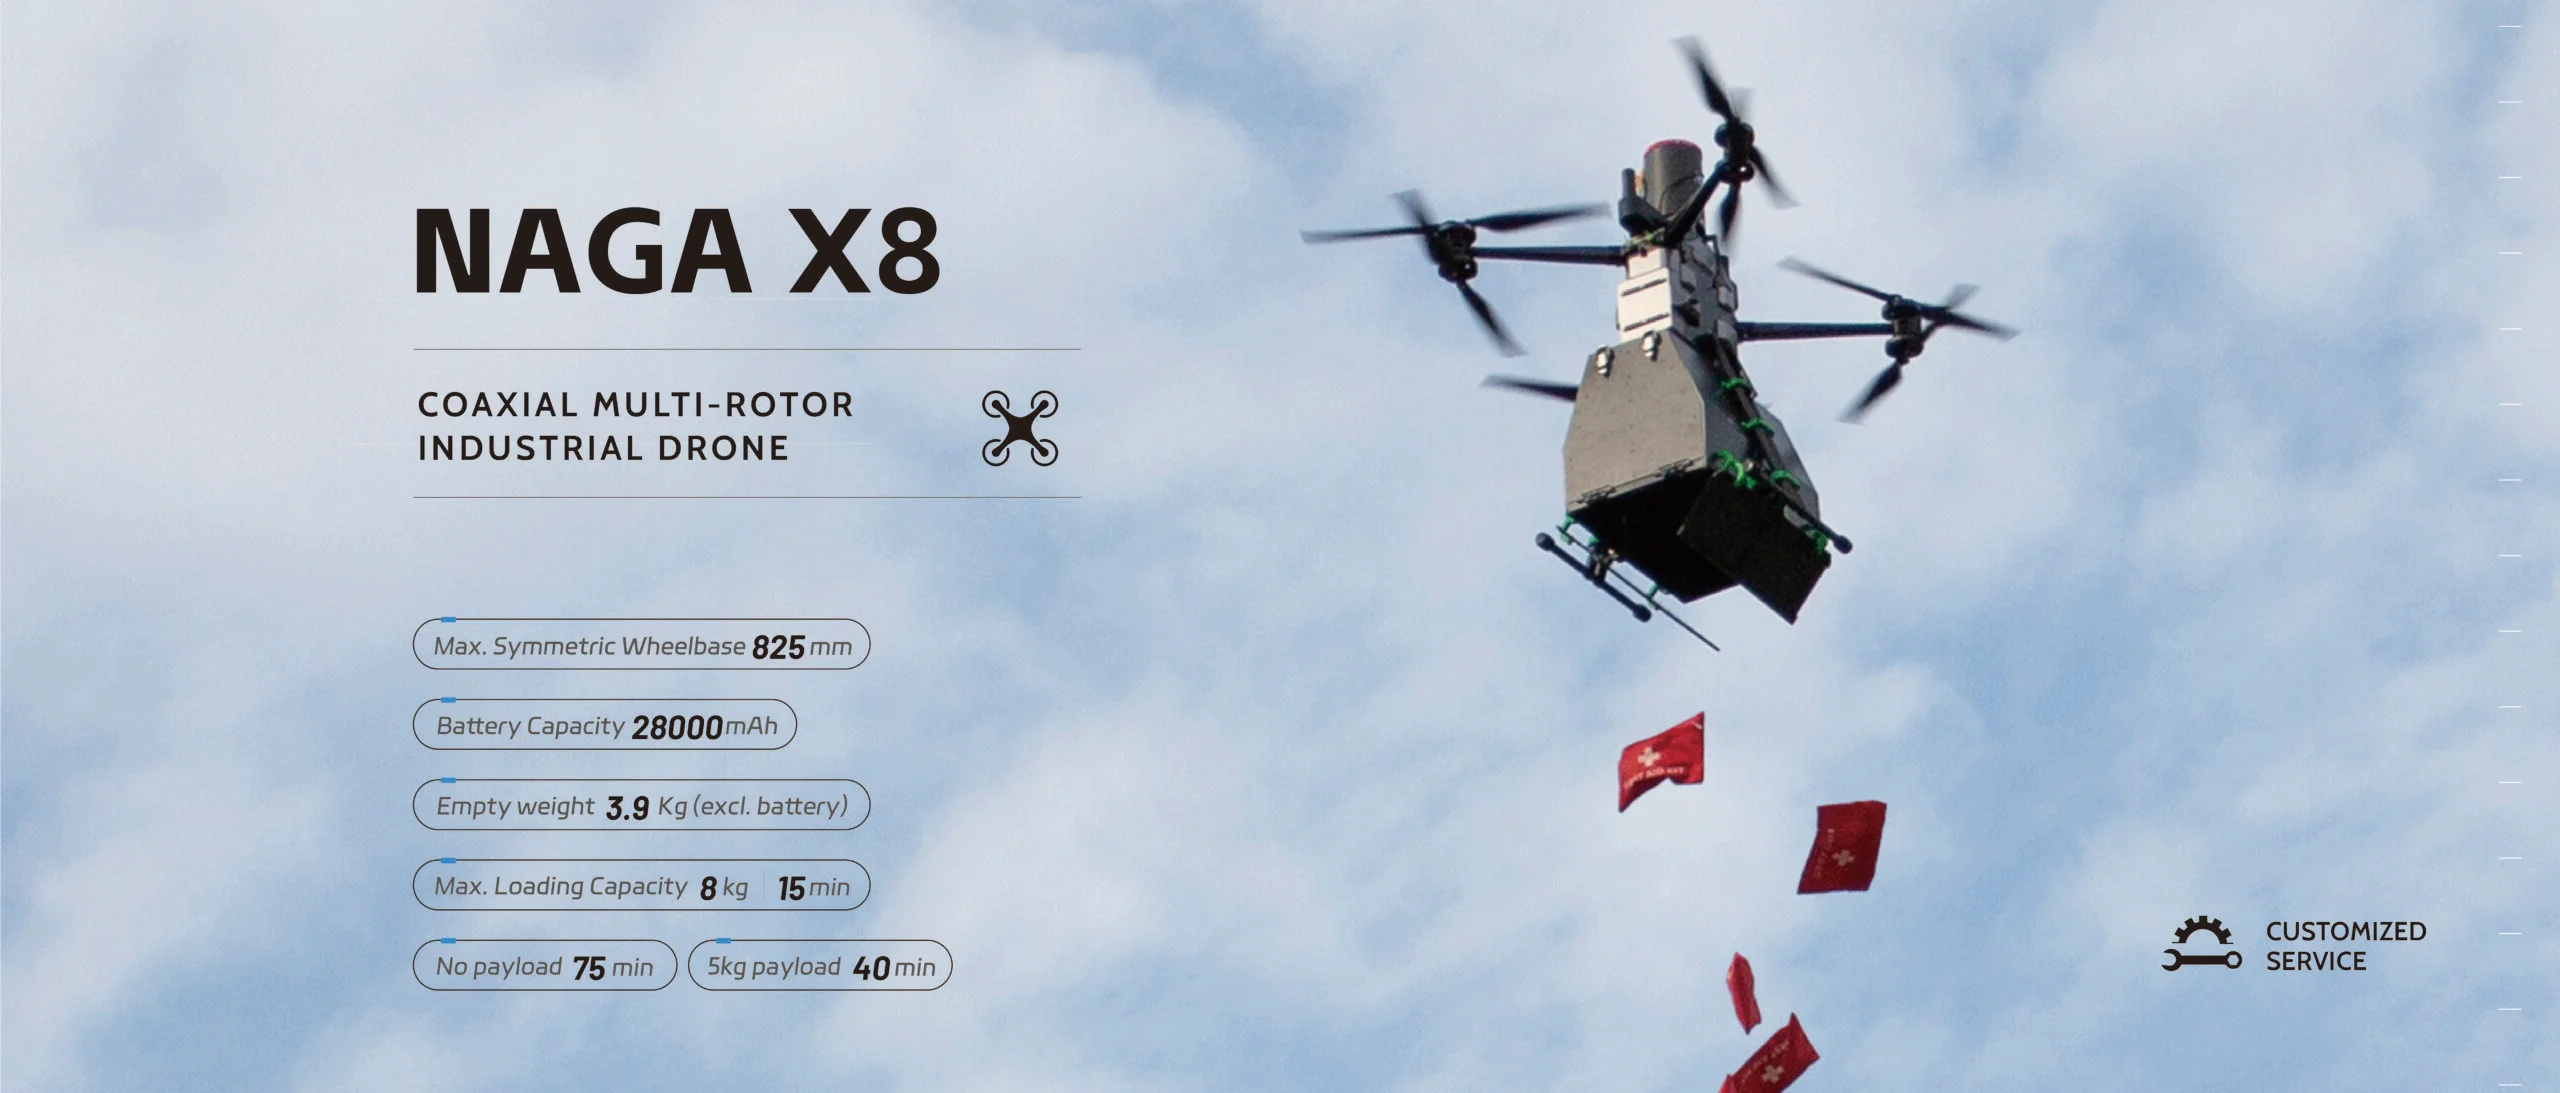 NAGA X8
COAXIAL MULTI-ROTOR
INDUSTRIAL DRONE
Max. Symmetric Wheelbase 825 mm
Battery Capacity 28000 mAh
Empty weight 3.9 Kg (excl. battery)
Max. Loading Capacity 8 kg 15 min
No payload 75 min
5kg payload 40 min
CUSTOMIZED
SERVICE